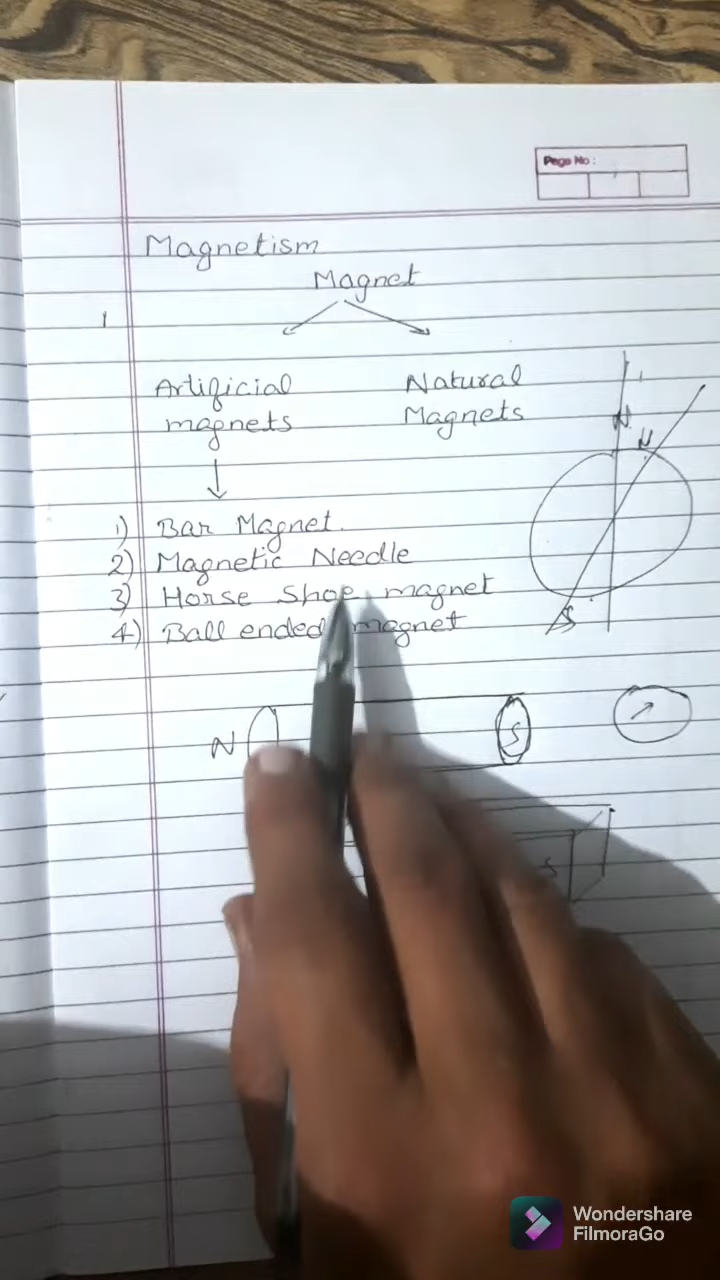 Page No :
Magnetism
Magnet
Artificial Natural
magnets Magnets
N
N
1) Bar Magnet.
2) Magnetic Needle
3) Horse Shoe magnet
4) Ball ended magnet
S
N S
S
Wondershare
FilmoraGo